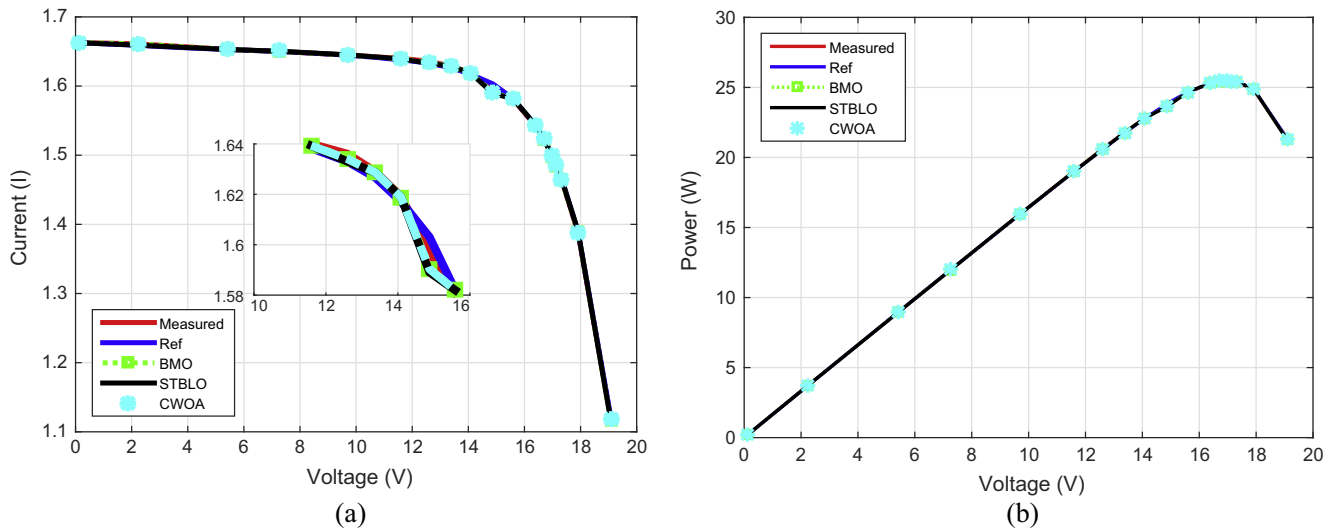 1.7
1.6
1.5
1.4
1.3
1.2
1.1
Current (I)
0 2 4 6 8 10 12 14 16 18 20
Voltage (V)
1.64
1.62
1.6
1.58
10 12 14 16
Measured
Ref
BMO
STBLO
CWOA
(a)
30
25
20
15
10
5
0
Power (W)
0 2 4 6 8 10 12 14 16 18 20
Voltage (V)
Measured
Ref
BMO
STBLO
CWOA
(b)